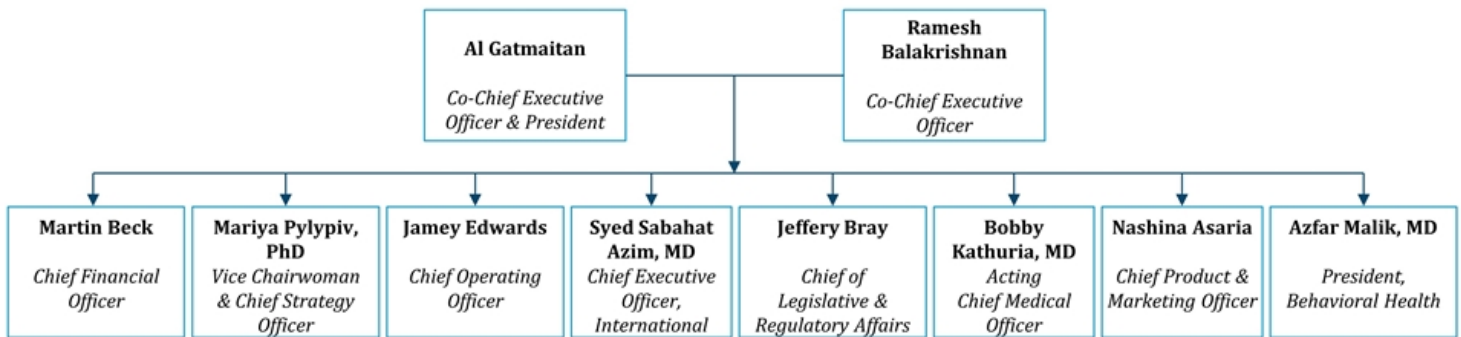 Al Gatmaitan
Co-Chief Executive
Officer & President
Ramesh
Balakrishnan
Co-Chief Executive
Officer
Martin Beck
Chief Financial
Officer
Mariya Pylypiv,
PhD
Vice Chairwoman
& Chief Strategy
Officer
Jamey Edwards
Chief Operating
Officer
Syed Sabahat
Azim, MD
Chief Executive
Officer,
International
Jeffery Bray
Chief of
Legislative &
Regulatory Affairs
Bobby
Kathuria, MD
Acting
Chief Medical
Officer
Nashina Asaria
Chief Product &
Marketing Officer
Azfar Malik, MD
President,
Behavioral Health